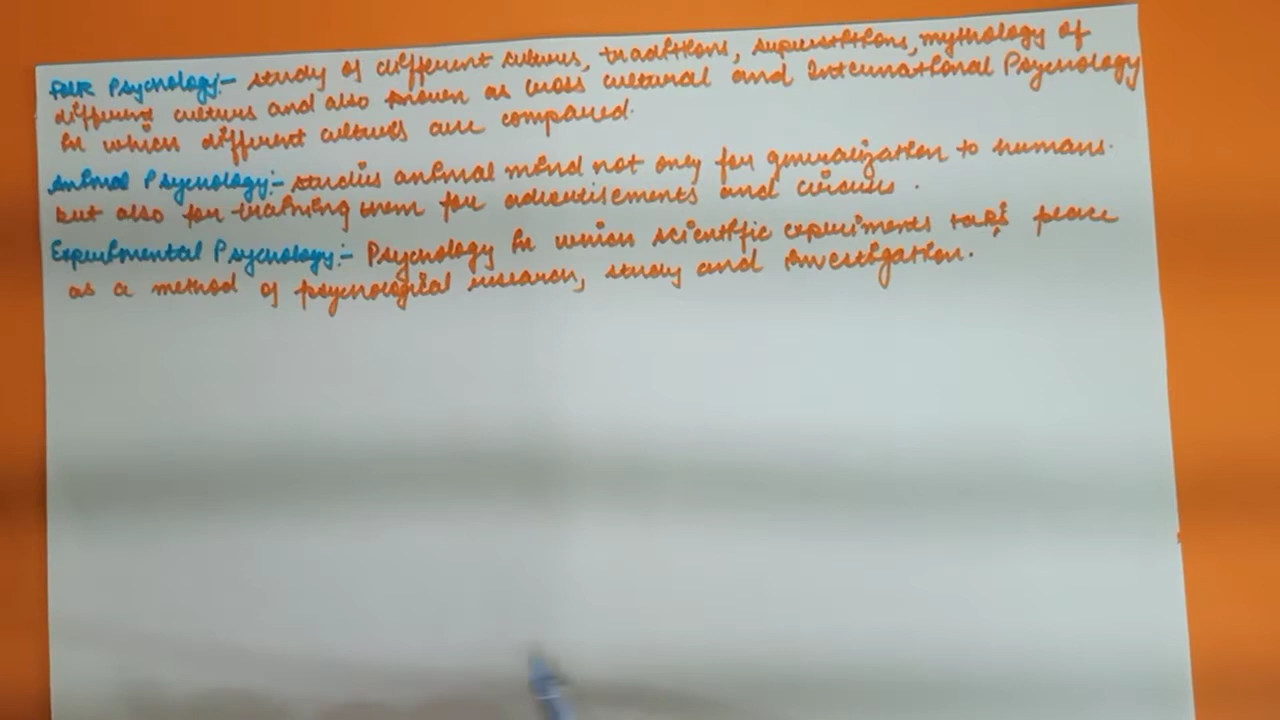 Folk Psychology:- study of different cultures, traditions, superstitions, mythology of
different cultures and also known as cross cultural and International Psychology
in which different cultures are compared.
Animal Psychology:- studies animal mind not only for generalization to humans.
but also for training them for advertisements and circuses.
Experimental Psychology:- Psychology in which scientific experiments take peace
as a method of psychological research, study and investigation.